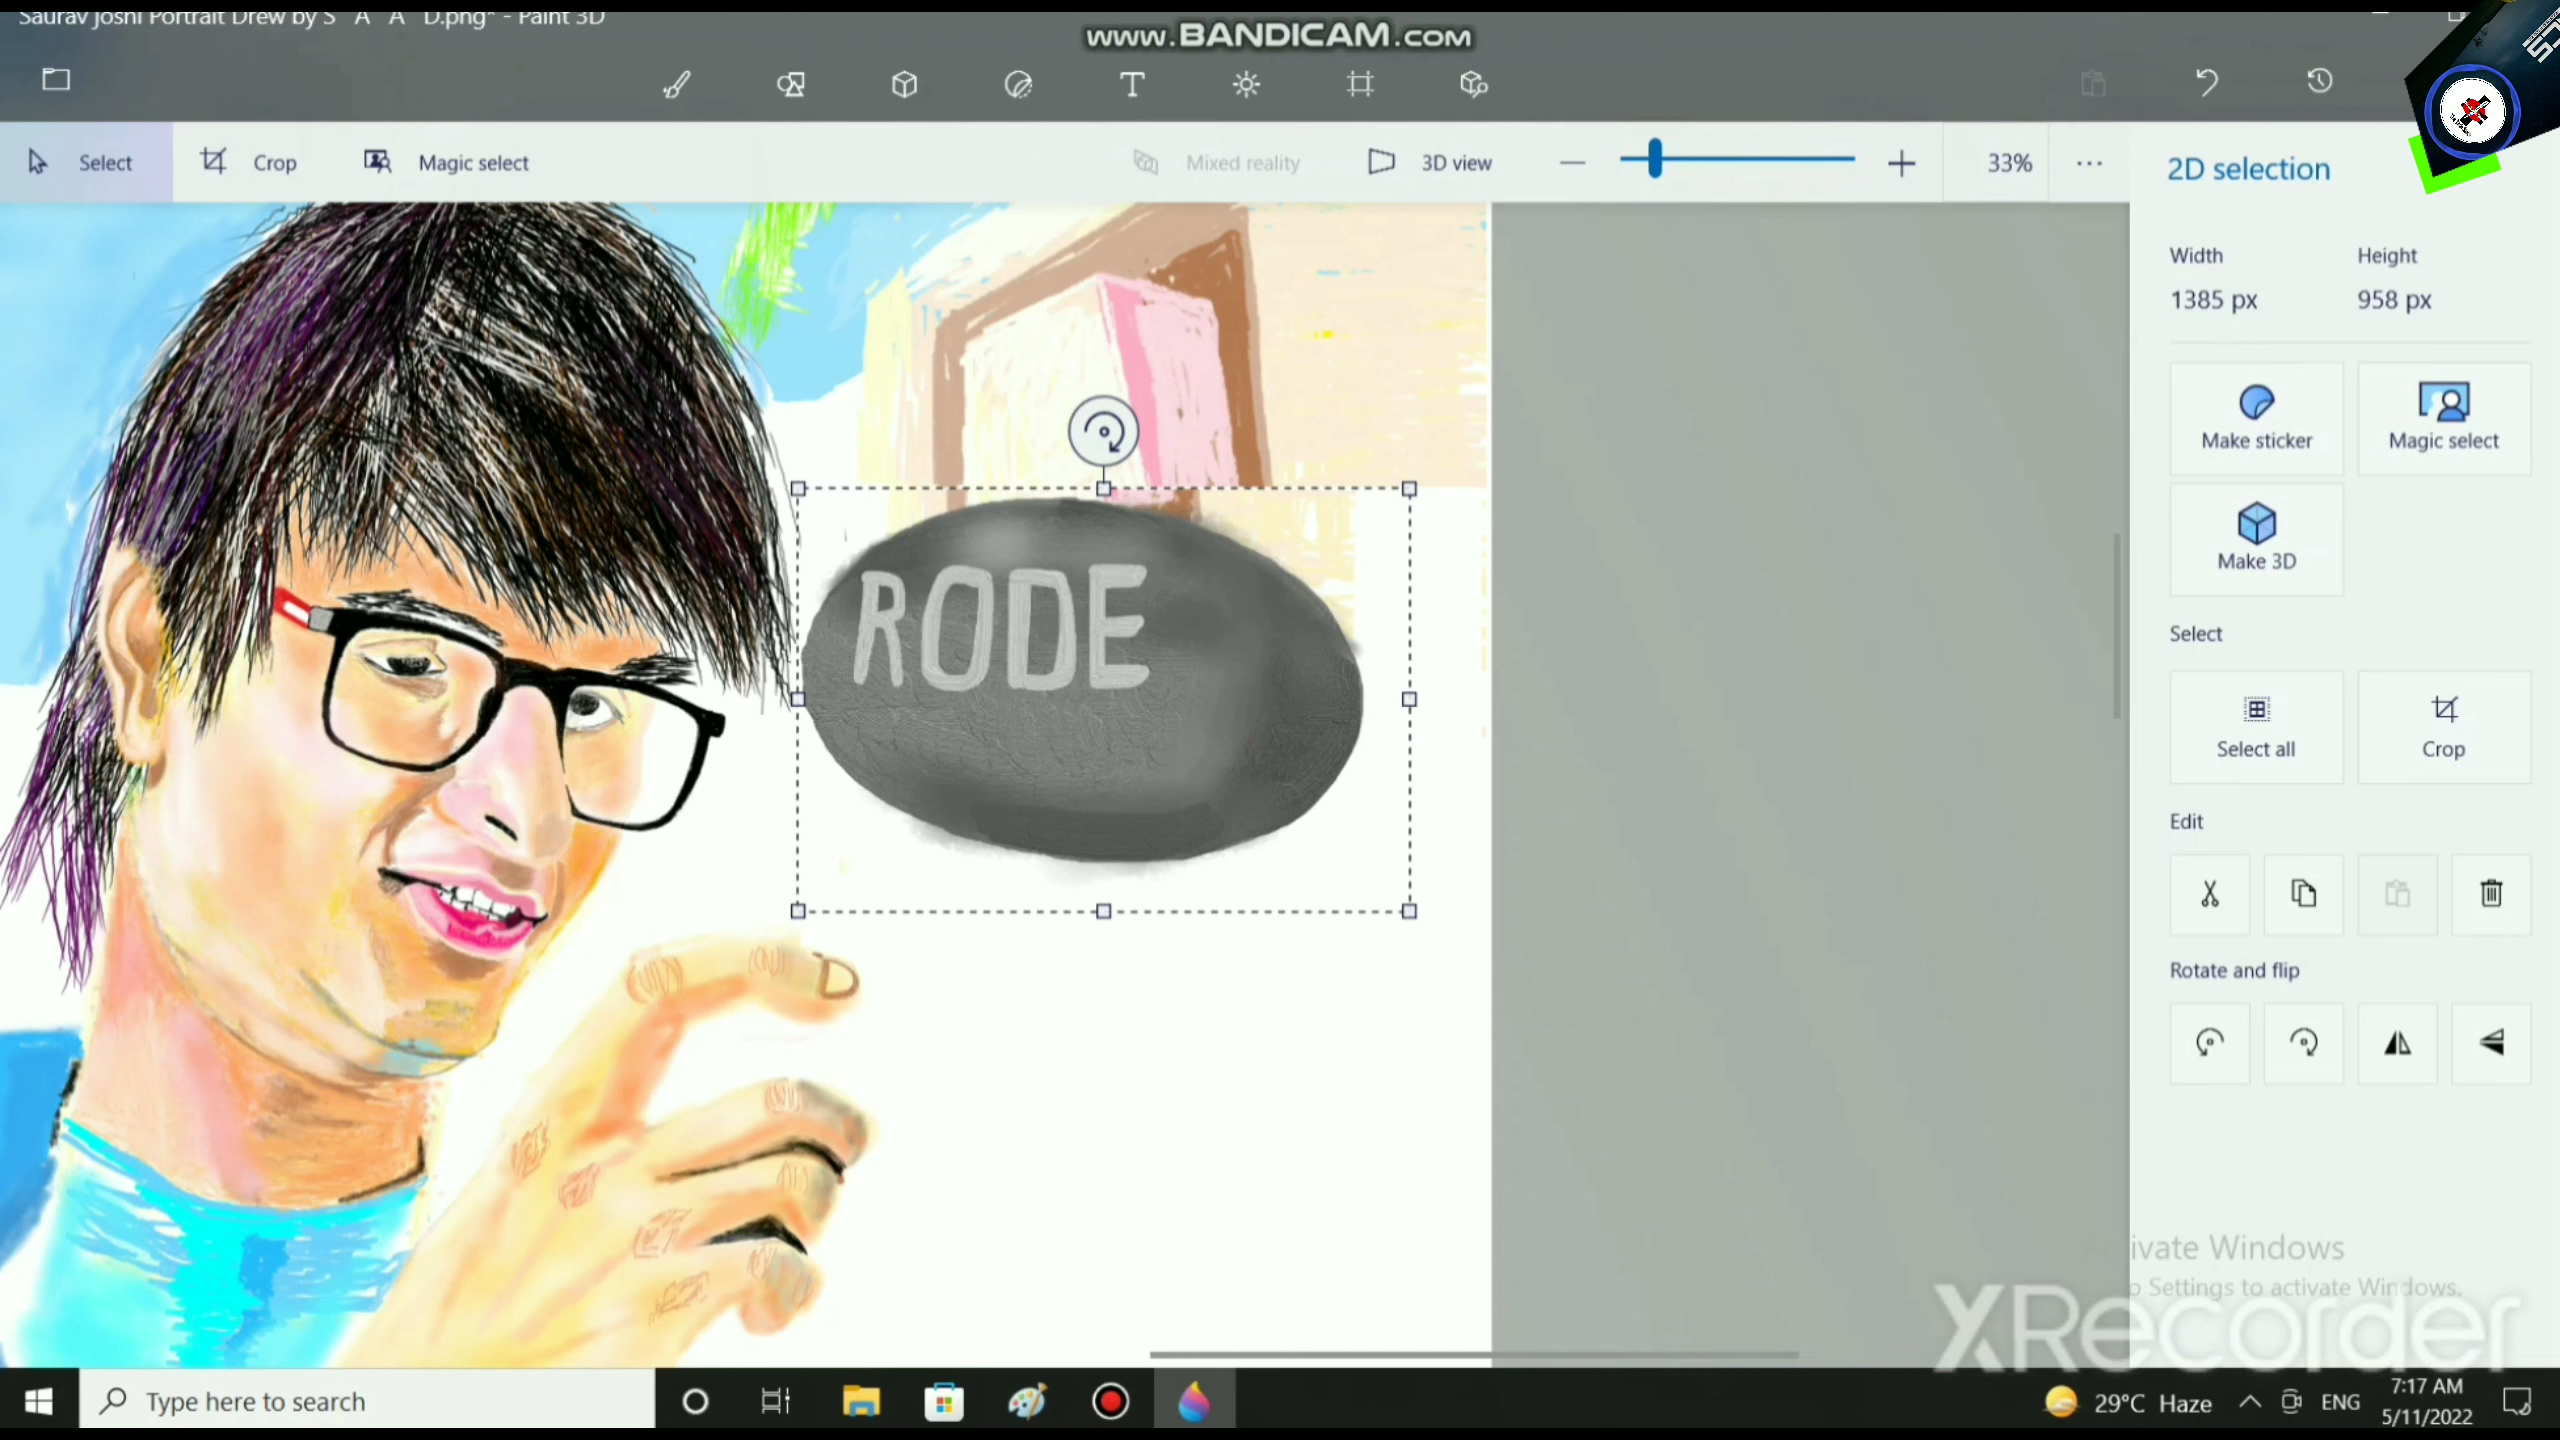 Saurav Joshi Portrait Drew by S A A D.png* - Paint 3D
www.BANDICAM.com
Select
Crop
Magic select
Mixed reality
3D view
33%
2D selection
Width
Height
1385 px
958 px
Make sticker
Magic select
Make 3D
RODE
Select
Select all
Crop
Edit
Rotate and flip
ivate Windows
o Settings to activate Windows.
XRecorder
Type here to search
29°C Haze
ENG
7:17 AM
5/11/2022